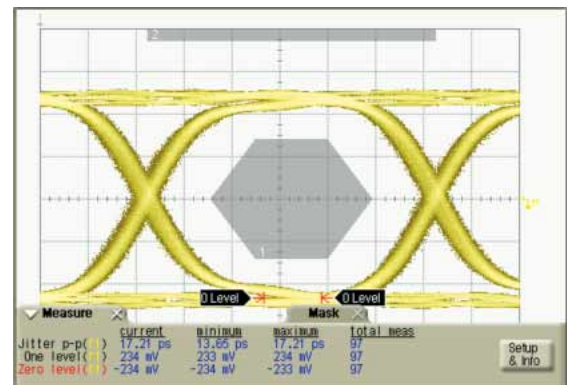 2
1
0 Level 0 Level
Measure Mask
current minimum maximum total meas
Jitter p-p( 17.21 ps 13.65 ps 17.21 ps 97
One level( 234 mV 233 mV 234 mV 97
Zero level( -234 mV -234 mV -233 mV 97
Setup
& Info